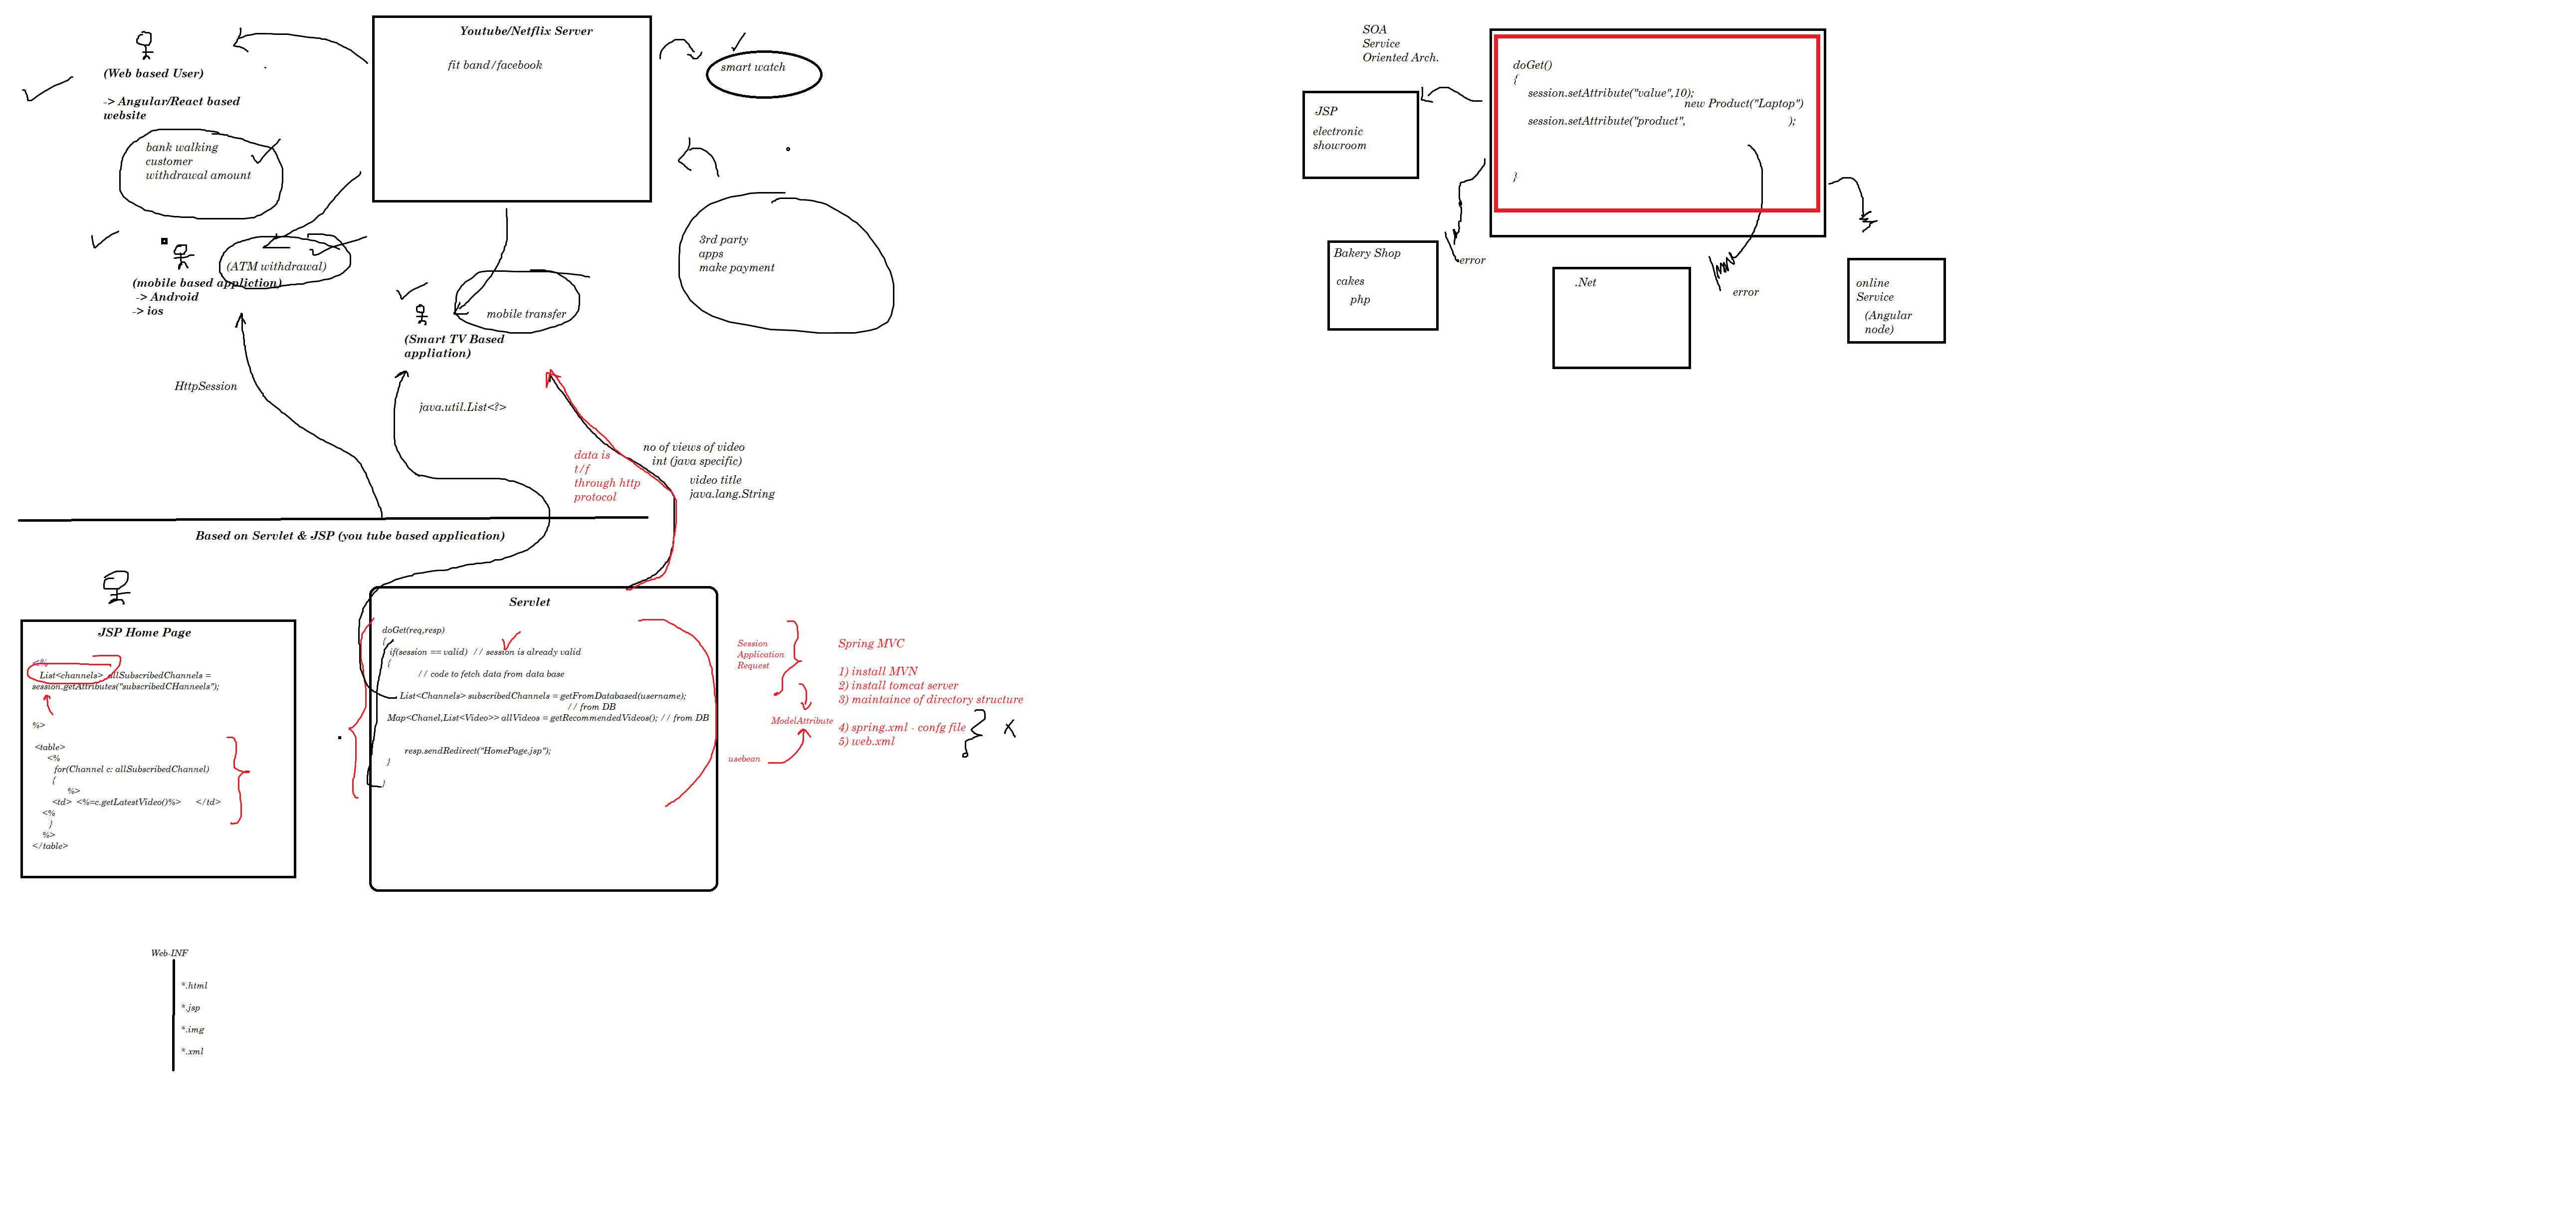 Youtube/Netflix Server
fit band/facebook
smart watch
(Web based User)
-> Angular/React based
website
bank walking
customer
withdrawal amount
(ATM withdrawal)
(mobile based appliction)
-> Android
-> ios
mobile transfer
(Smart TV Based
appliation)
3rd party
apps
make payment
HttpSession
java.util.List<?>
no of views of video
int (java specific)
video title
java.lang.String
data is
t/f
through http
protocol
Based on Servlet & JSP (you tube based application)
JSP Home Page
<%
List<channels> allSubscribedChannels =
session.getAttributes("subscribedCHanneels");
%>
<table>
<%
for(Channel c: allSubscribedChannel)
{
%>
<td> <%=c.getLatestVideo()%> </td>
<%
}
%>
</table>
Servlet
doGet(req,resp)
{
if(session == valid) // session is already valid
{
// code to fetch data from data base
List<Channels> subscribedChannels = getFromDatabased(username);
// from DB
Map<Chanel,List<Video>> allVideos = getRecommendedVideos(); // from DB
resp.sendRedirect("HomePage.jsp");
}
}
Session
Application
Request
ModelAttribute
usebean
Spring MVC
1) install MVN
2) install tomcat server
3) maintaince of directory structure
4) spring.xml - confg file
5) web.xml
X
Web-INF
*.html
*.jsp
*.img
*.xml
SOA
Service
Oriented Arch.
doGet()
{
session.setAttribute("value",10);
new Product("Laptop")
session.setAttribute("product", );
}
JSP
electronic
showroom
Bakery Shop
cakes
php
error
.Net
error
online
Service
(Angular
node)